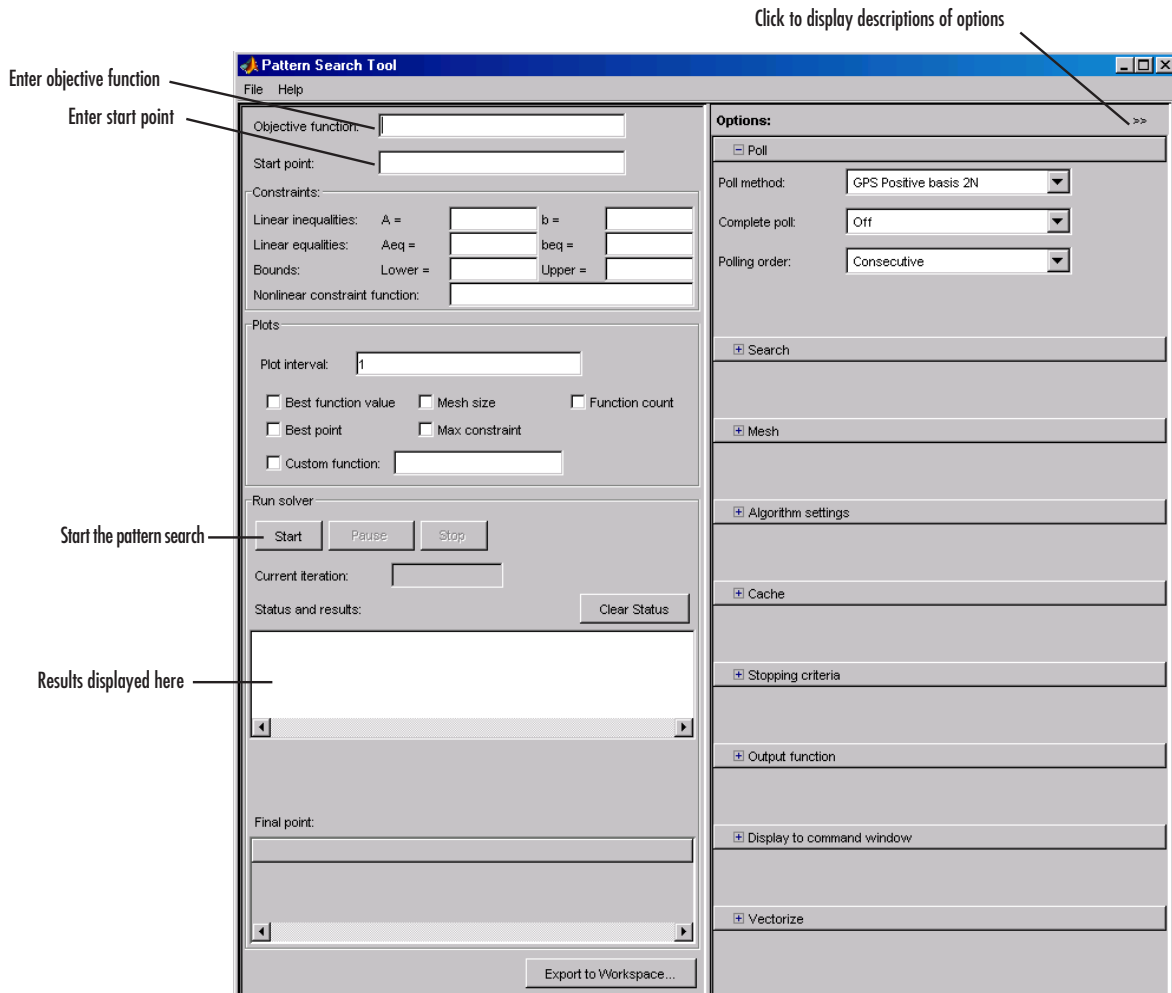 Click to display descriptions of options
Pattern Search Tool
Enter objective function
File Help
Enter start point
Objective function:
Start point:
Constraints:
Linear inequalities: A = b =
Linear equalities: Aeq = beq =
Bounds: Lower = Upper =
Nonlinear constraint function:
Plots
Plot interval: 1
Best function value Mesh size Function count
Best point Max constraint
Custom function:
Run solver
Start the pattern search
Start Pause Stop
Current iteration:
Status and results: Clear Status
Results displayed here
Final point:
Export to Workspace...
Options: >>
Poll
Poll method: GPS Positive basis 2N
Complete poll: Off
Polling order: Consecutive
Search
Mesh
Algorithm settings
Cache
Stopping criteria
Output function
Display to command window
Vectorize